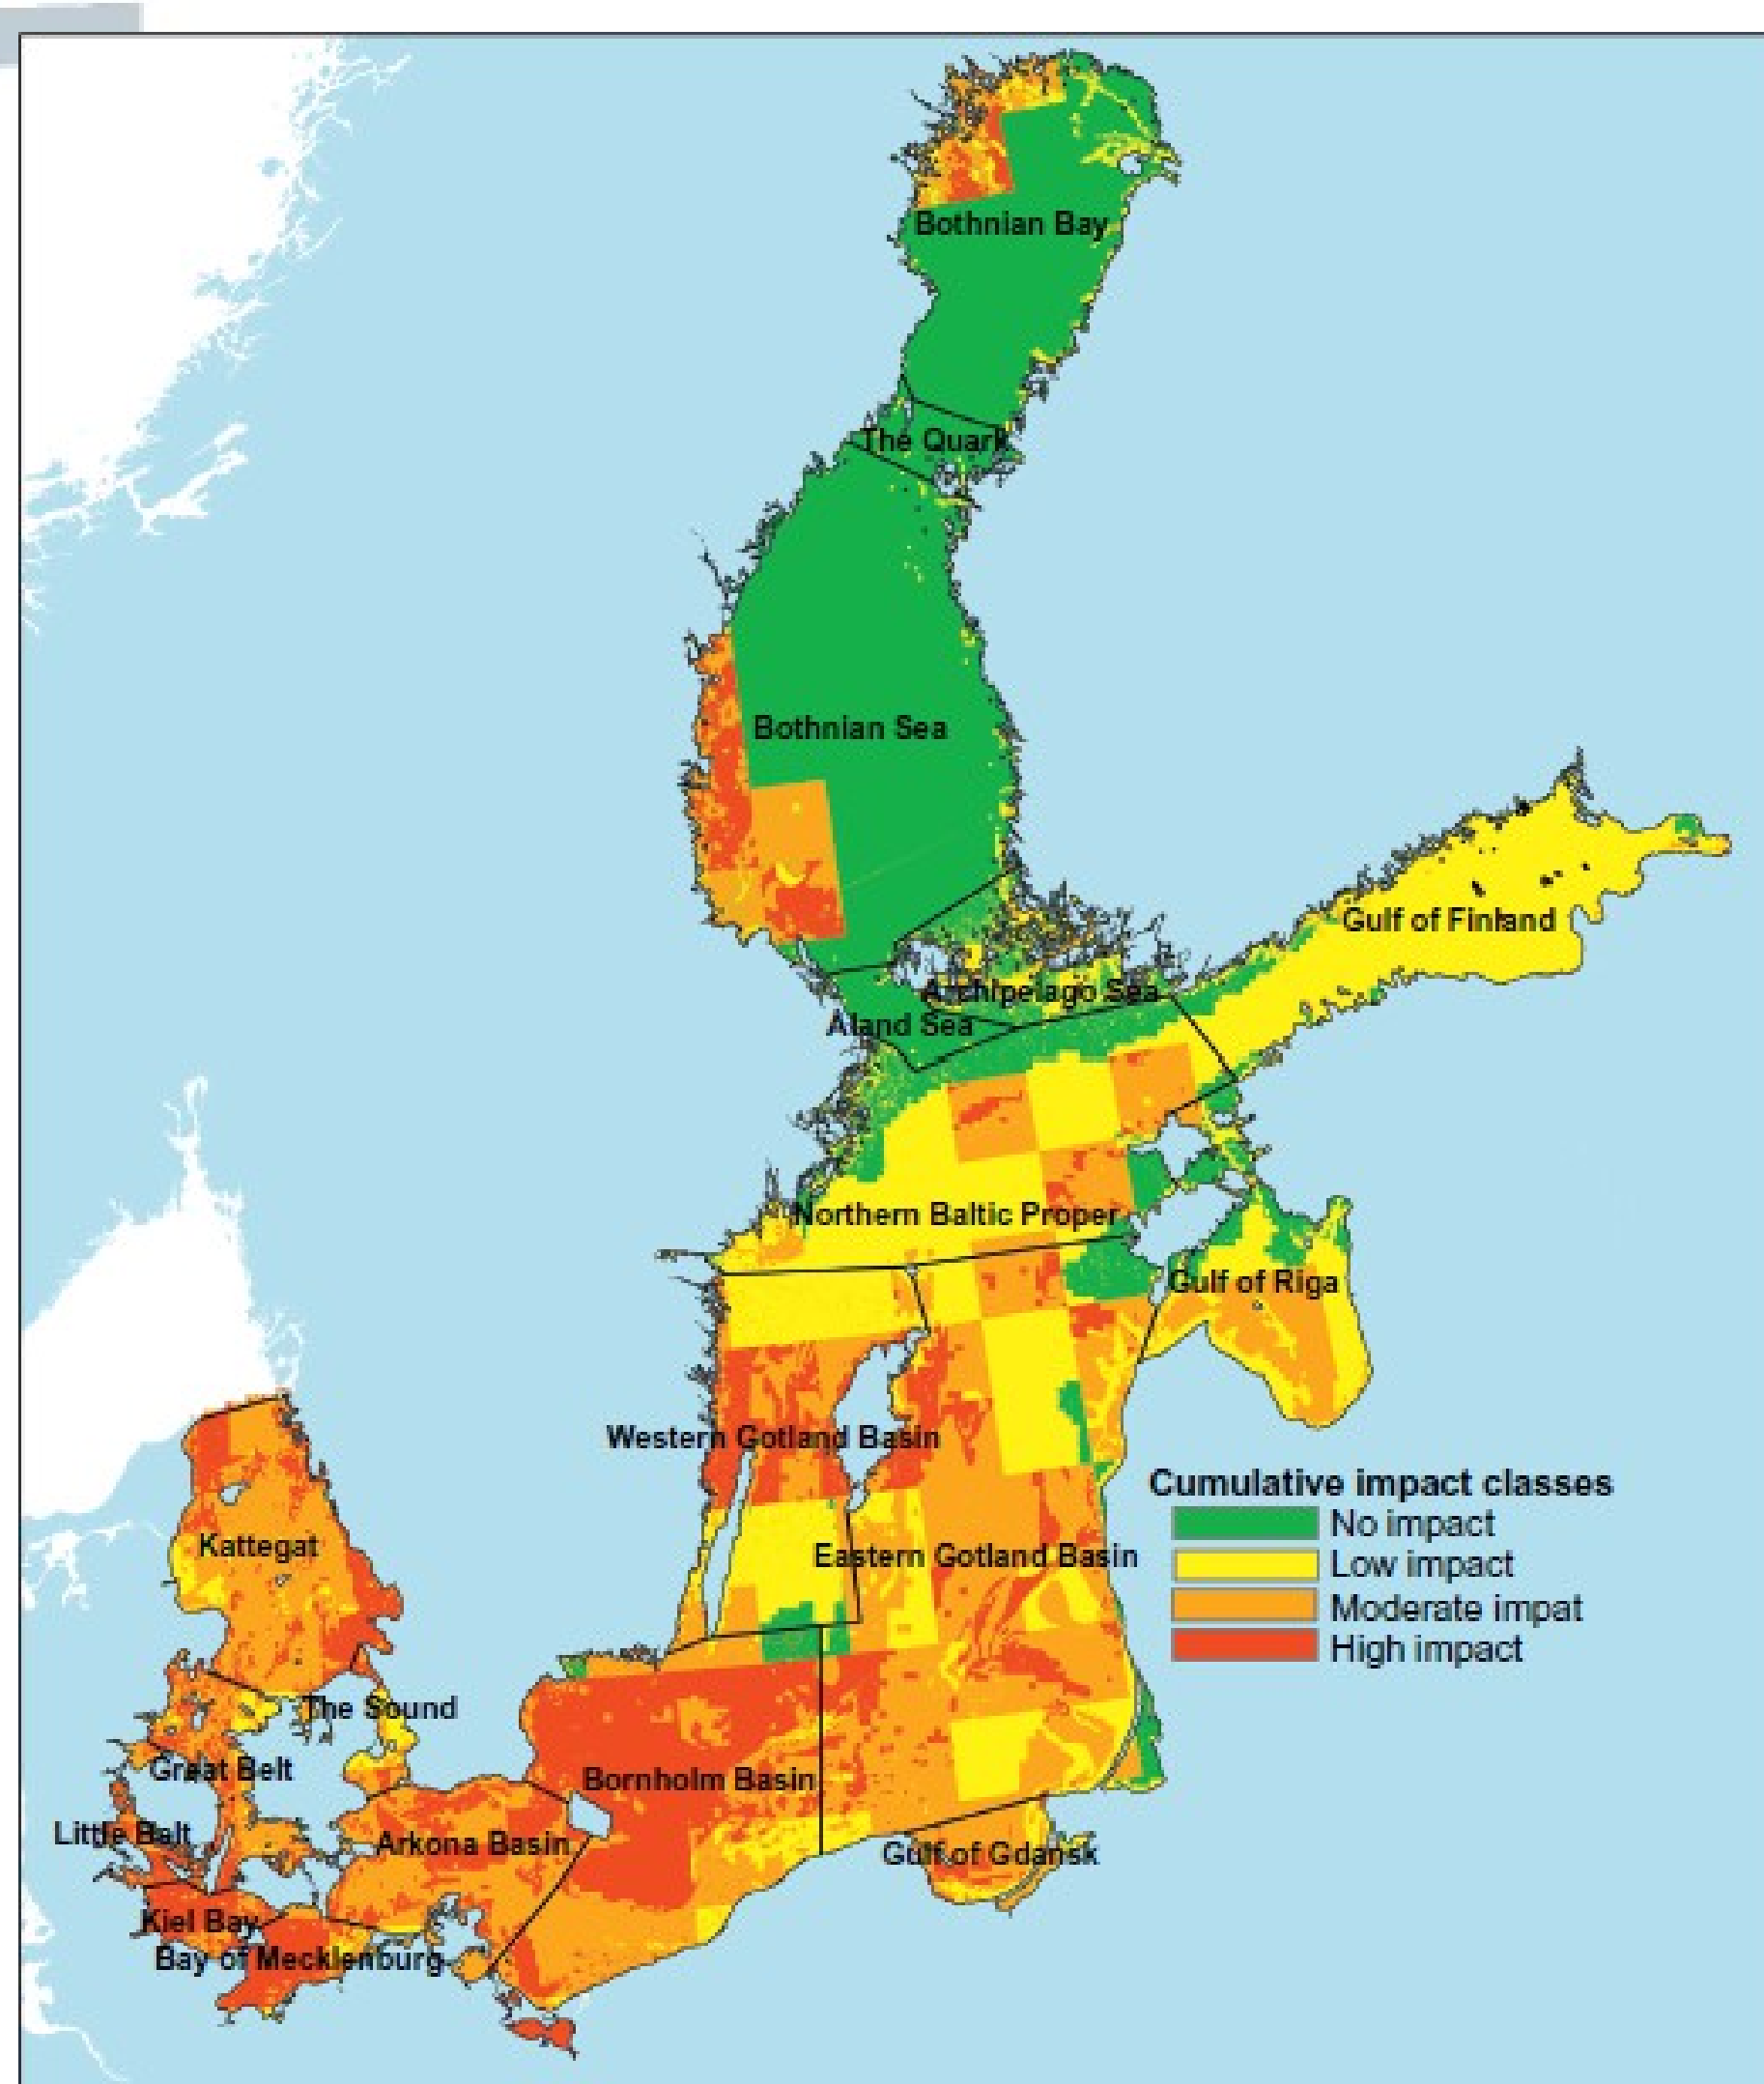 Bothnian Bay
The Quark
Bothnian Sea
Gulf of Finland
Archipelago Sea
Aland Sea
Northern Baltic Proper
Gulf of Riga
Western Gotland Basin
Cumulative impact classes
No impact
Low impact
Moderate impat
High impact
Kattegat
Eastern Gotland Basin
The Sound
Great Belt
Bornholm Basin
Little Balt
Arkona Basin
Gulf of Gdansk
Kiel Bay
Bay of Mecklenburg